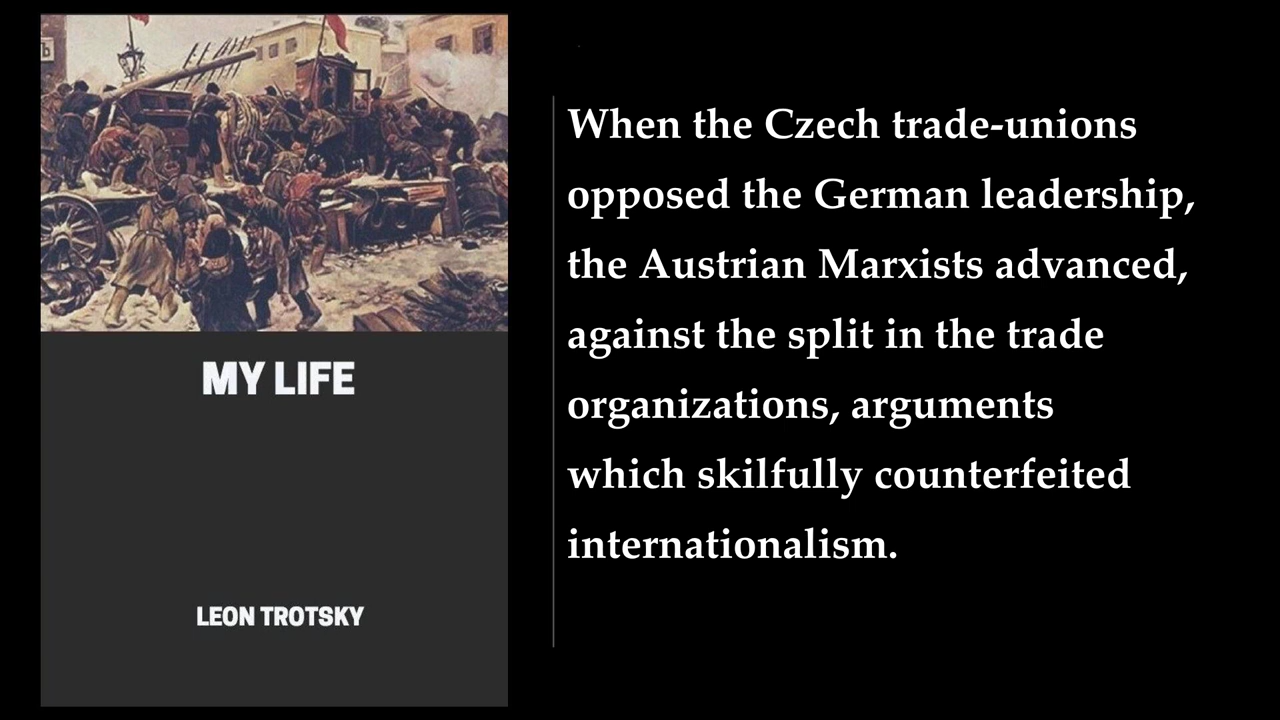 MY LIFE
LEON TROTSKY
When the Czech trade-unions
opposed the German leadership,
the Austrian Marxists advanced,
against the split in the trade
organizations, arguments
which skilfully counterfeited
internationalism.